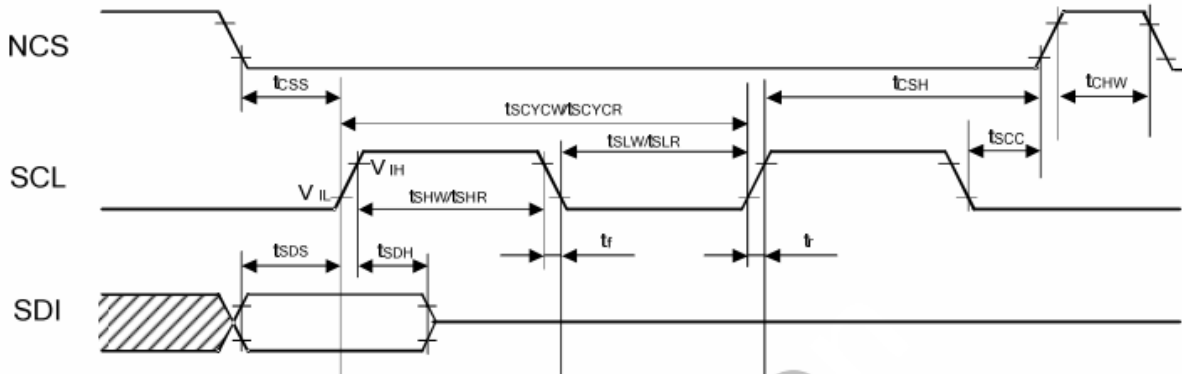 NCS
tCSS
tSCYCW/tSCYCR
tCSH
tCHW
tSLW/tSLR
tSCC
SCL
VIL
VIH
tSHW/tSHR
tSDS
tSDH
tf
tr
SDI